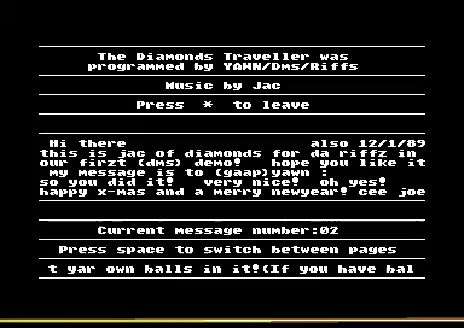 The Diamonds Traveller was
programmed by YAWN/Dms/Riffs
Music by Jac
Press * to leave
Hi there also 12/1/89
this is jac of diamonds for da riffz in
our firzt (dms) demo! hope you like it
my message is to (gaap)yawn :
so you did it! very nice! oh yes!
happy x-mas and a merry newyear! cee joe
Current message number:02
Press space to switch between pages
t yar own balls in it!(If you have bal